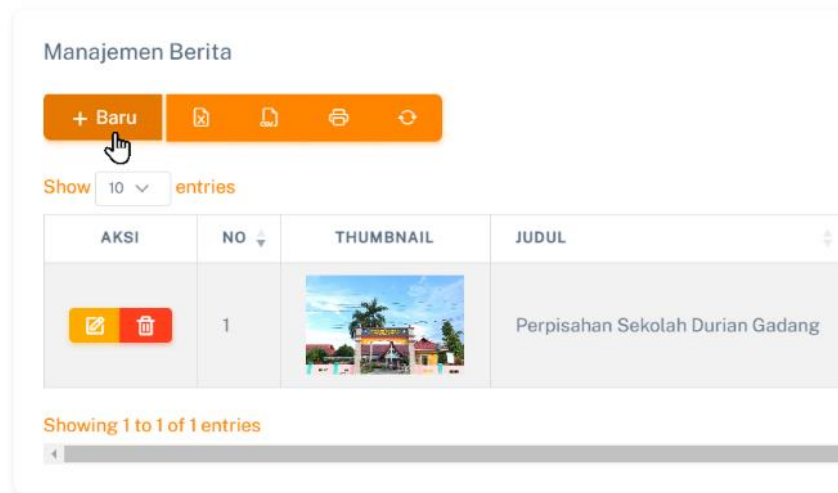 Manajemen Berita
+ Baru
Show 10 entries
AKSI NO THUMBNAIL JUDUL
1 Perpisahan Sekolah Durian Gadang
Showing 1 to 1 of 1 entries